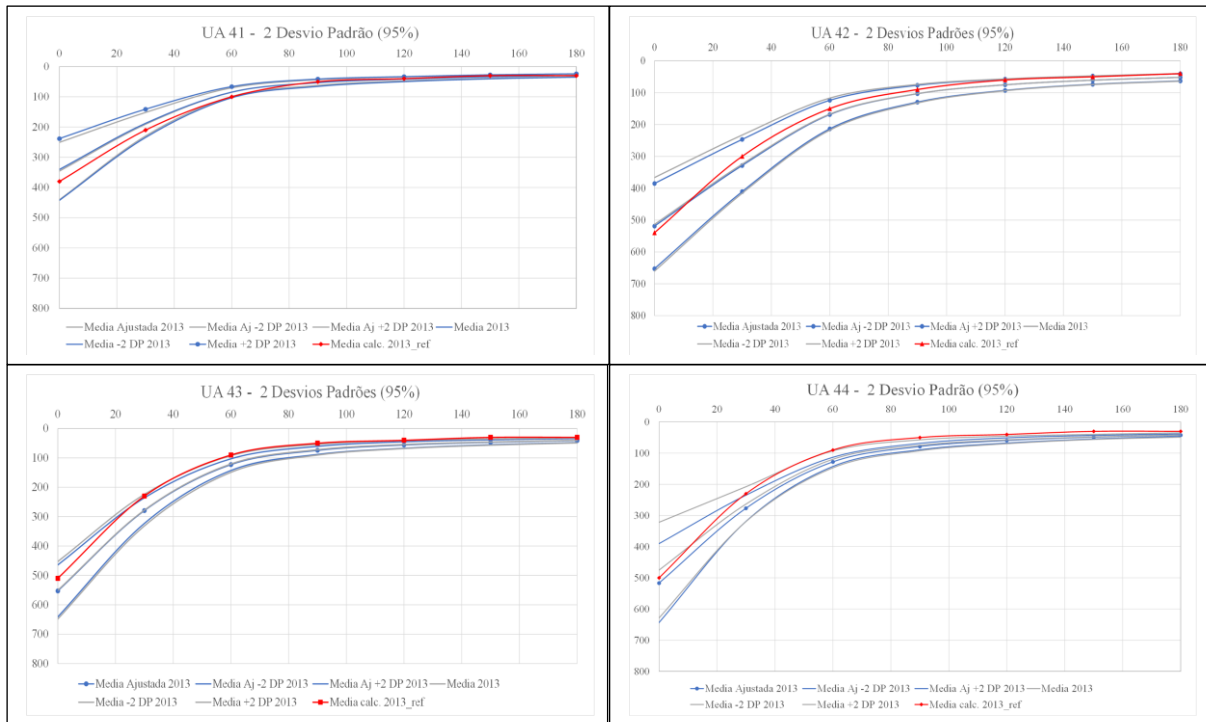 UA 41 - 2 Desvio Padrão (95%)
0 20 40 60 80 100 120 140 160 180
0
100
200
300
400
500
600
700
800
Media Ajustada 2013 Media Aj -2 DP 2013 Media Aj +2 DP 2013 Media 2013
Media -2 DP 2013 Media +2 DP 2013 Media calc. 2013_ref
UA 42 - 2 Desvios Padrões (95%)
0 20 40 60 80 100 120 140 160 180
0
100
200
300
400
500
600
700
800
Media Ajustada 2013 Media Aj -2 DP 2013 Media Aj +2 DP 2013 Media 2013
Media -2 DP 2013 Media +2 DP 2013 Media calc. 2013_ref
UA 43 - 2 Desvios Padrões (95%)
0 20 40 60 80 100 120 140 160 180
0
100
200
300
400
500
600
700
800
Media Ajustada 2013 Media Aj -2 DP 2013 Media Aj +2 DP 2013 Media 2013
Media -2 DP 2013 Media +2 DP 2013 Media calc. 2013_ref
UA 44 - 2 Desvio Padrão (95%)
0 20 40 60 80 100 120 140 160 180
0
100
200
300
400
500
600
700
800
Media Ajustada 2013 Media Aj -2 DP 2013 Media Aj +2 DP 2013 Media 2013
Media -2 DP 2013 Media +2 DP 2013 Media calc. 2013_ref